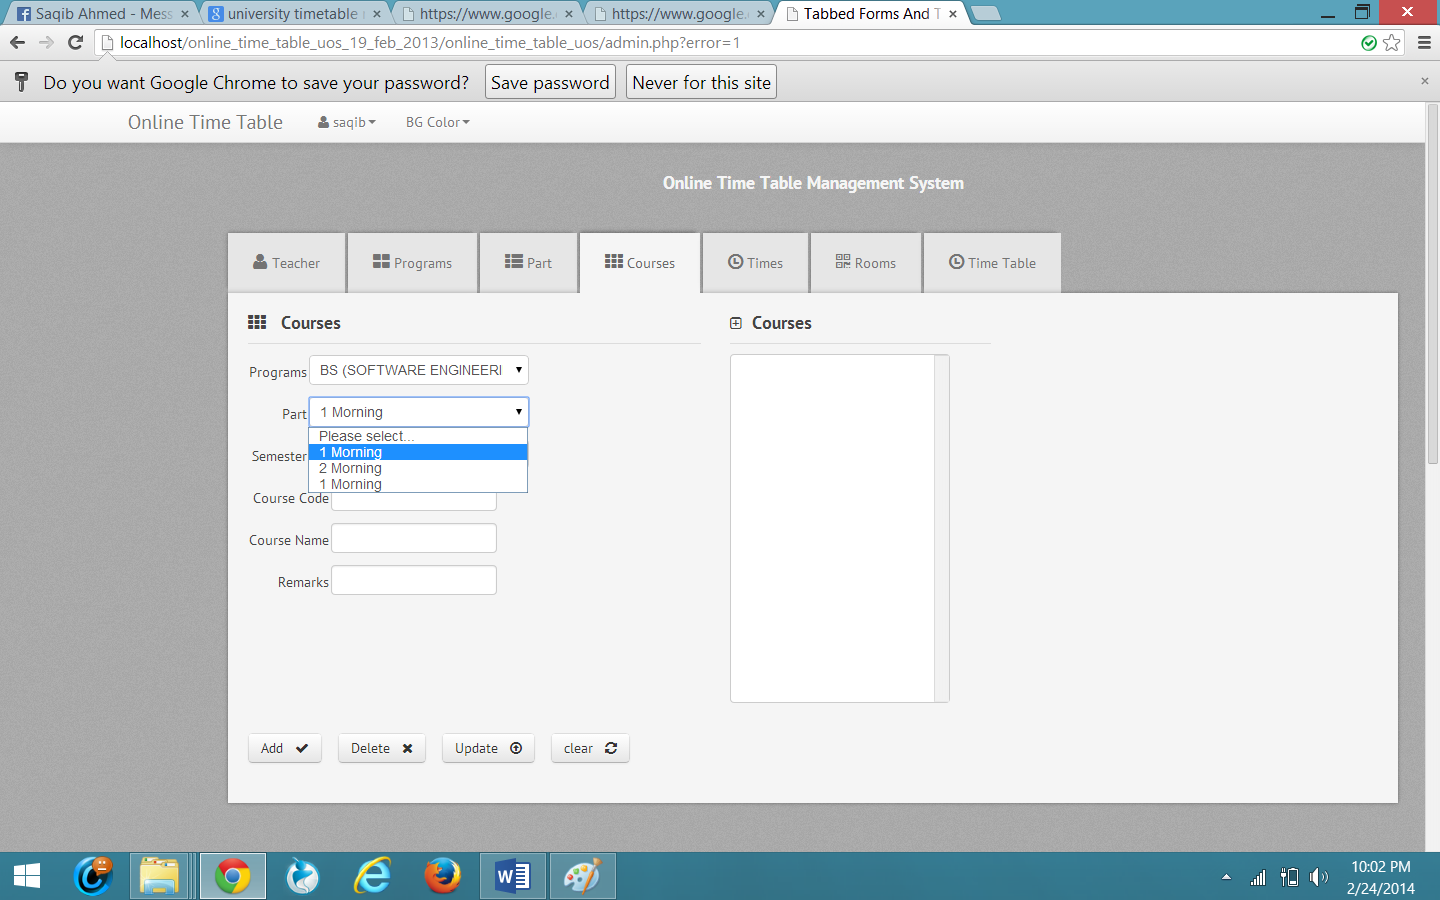 Saqib Ahmed - Mess
university timetable
https://www.google.
https://www.google.
Tabbed Forms And T
localhost/online_time_table_uos_19_feb_2013/online_time_table_uos/admin.php?error=1
Do you want Google Chrome to save your password? Save password Never for this site
Online Time Table saqib BG Color
Online Time Table Management System
Teacher Programs Part Courses Times Rooms Time Table
Courses
Programs BS (SOFTWARE ENGINEERI
Part 1 Morning
Please select...
1 Morning
2 Morning
1 Morning
Semester
Course Code
Course Name
Remarks
Add Delete Update clear
Courses
10:02 PM
2/24/2014